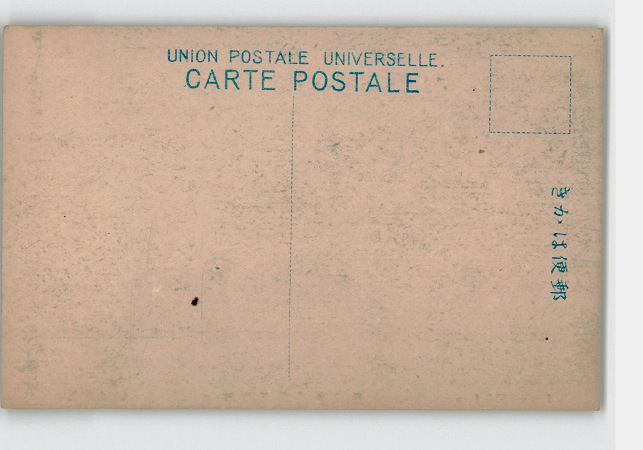 UNION POSTALE UNIVERSELLE.
CARTE POSTALE
郵便はかき